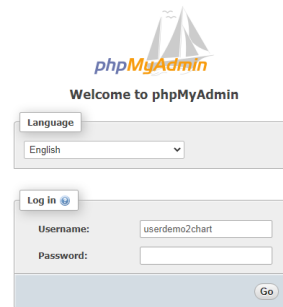 phpMyAdmin
Welcome to phpMyAdmin
Language
English
Log in
Username:
userdemo2chart
Password:
Go